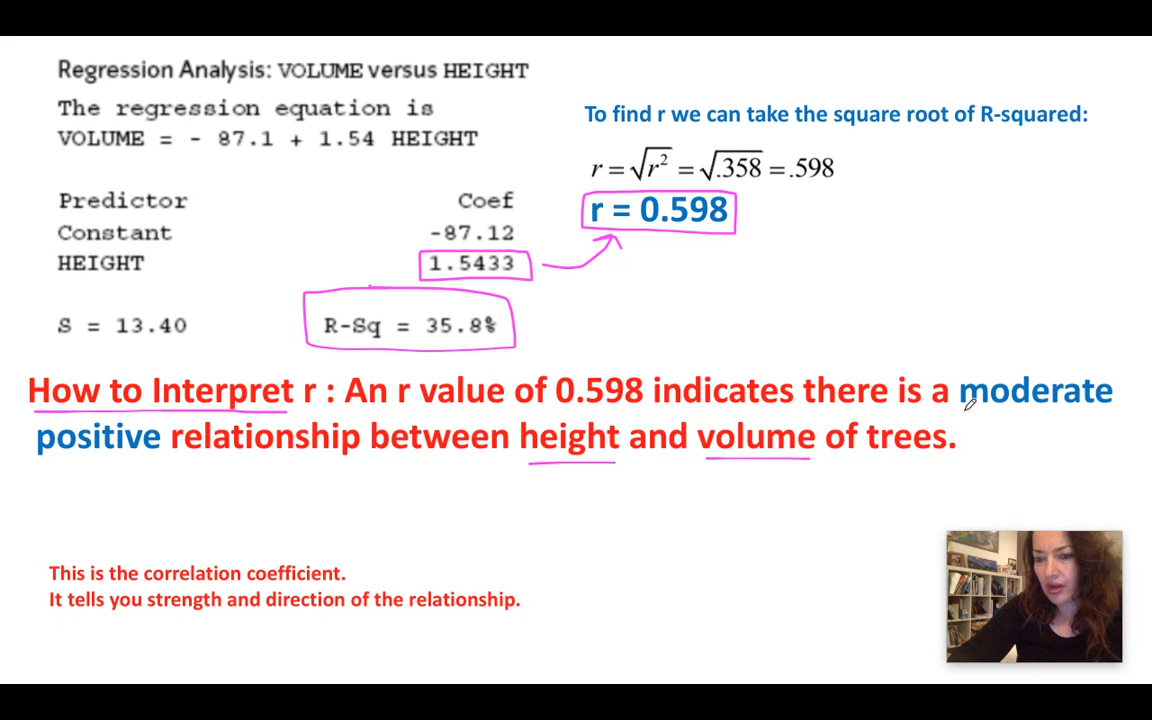 Regression Analysis: VOLUME versus HEIGHT
The regression equation is
VOLUME = - 87.1 + 1.54 HEIGHT
Predictor Coef
Constant -87.12
HEIGHT 1.5433
S = 13.40 R-Sq = 35.8%
To find r we can take the square root of R-squared:
r = √r² = √.358 = .598
r = 0.598
How to Interpret r : An r value of 0.598 indicates there is a moderate
positive relationship between height and volume of trees.
This is the correlation coefficient.
It tells you strength and direction of the relationship.